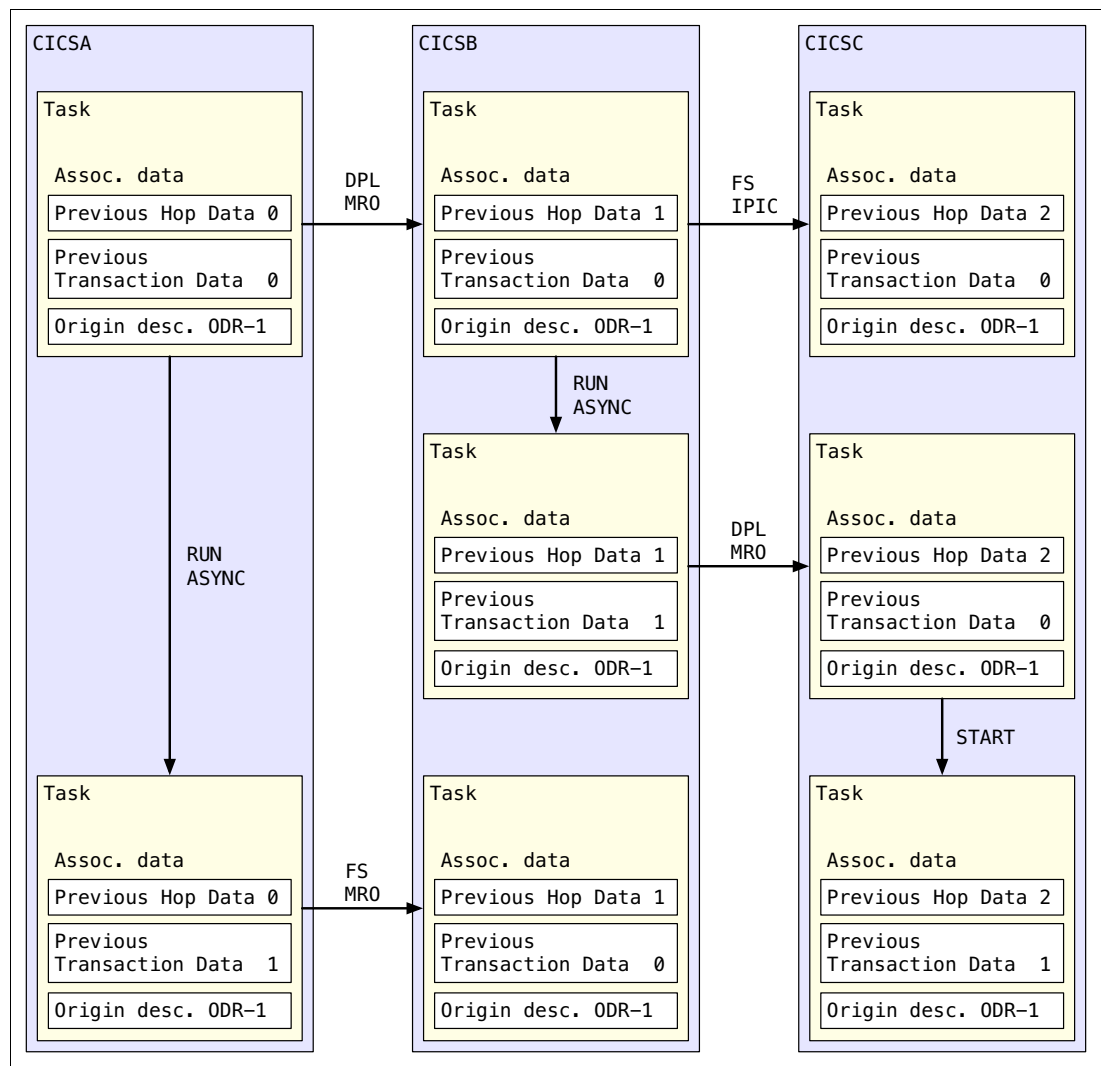 CICSA
Task
Assoc. data
Previous Hop Data 0
Previous
Transaction Data 0
Origin desc. ODR–1
RUN
ASYNC
Task
Assoc. data
Previous Hop Data 0
Previous
Transaction Data 1
Origin desc. ODR–1
DPL
MRO
FS
MRO
CICSB
Task
Assoc. data
Previous Hop Data 1
Previous
Transaction Data 0
Origin desc. ODR–1
RUN
ASYNC
Task
Assoc. data
Previous Hop Data 1
Previous
Transaction Data 1
Origin desc. ODR–1
Task
Assoc. data
Previous Hop Data 1
Previous
Transaction Data 0
Origin desc. ODR–1
FS
IPIC
DPL
MRO
CICSC
Task
Assoc. data
Previous Hop Data 2
Previous
Transaction Data 0
Origin desc. ODR–1
Task
Assoc. data
Previous Hop Data 2
Previous
Transaction Data 0
Origin desc. ODR–1
START
Task
Assoc. data
Previous Hop Data 2
Previous
Transaction Data 1
Origin desc. ODR–1